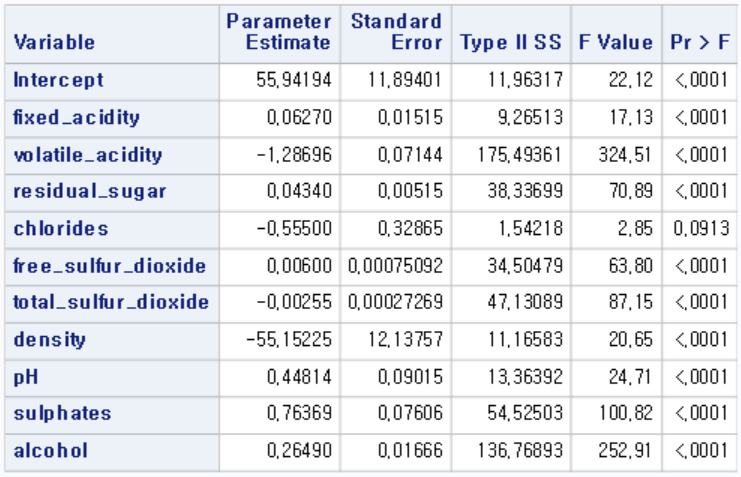 Variable Parameter Estimate Standard Error Type II SS F Value Pr > F
Intercept 55,94194 11,89401 11,96317 22,12 <,0001
fixed_acidity 0,06270 0,01515 9,26513 17,13 <,0001
volatile_acidity -1,28696 0,07144 175,49361 324,51 <,0001
residual_sugar 0,04340 0,00515 38,33699 70,89 <,0001
chlorides -0,55500 0,32865 1,54218 2,85 0,0913
free_sulfur_dioxide 0,00600 0,00075092 34,50479 63,80 <,0001
total_sulfur_dioxide -0,00255 0,00027269 47,13089 87,15 <,0001
density -55,15225 12,13757 11,16583 20,65 <,0001
pH 0,44814 0,09015 13,36392 24,71 <,0001
sulphates 0,76369 0,07606 54,52503 100,82 <,0001
alcohol 0,26490 0,01666 136,76893 252,91 <,0001